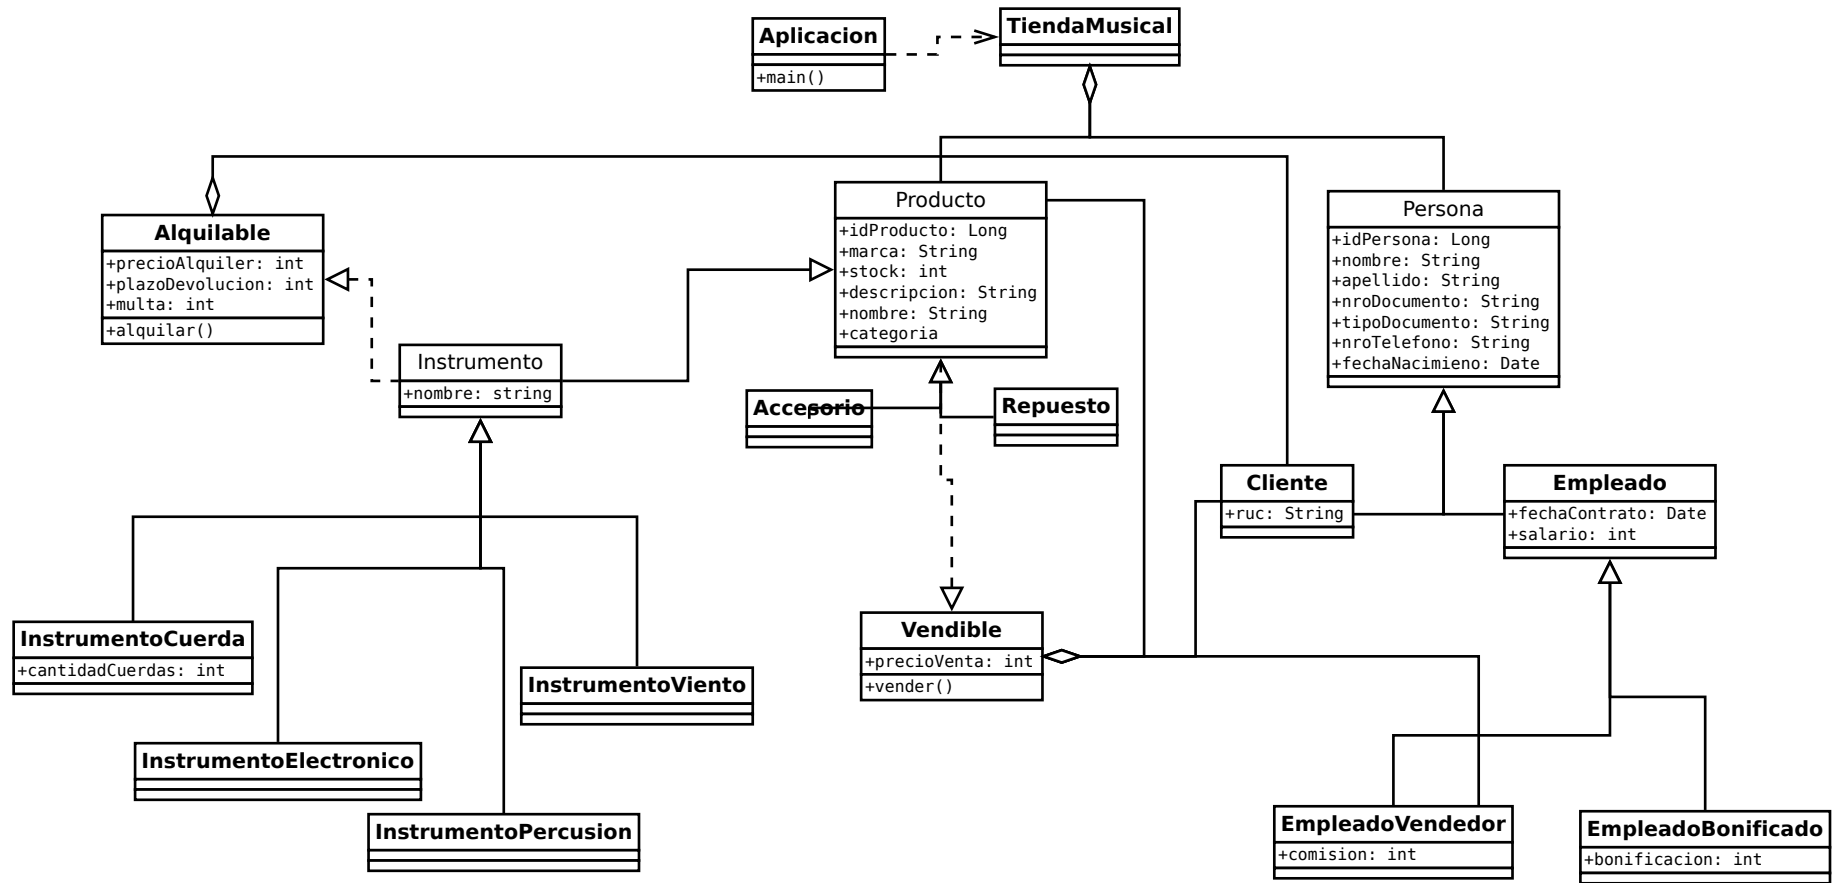 Aplicacion
+main()
TiendaMusical
Alquilable
+precioAlquiler: int
+plazoDevolucion: int
+multa: int
+alquilar()
Producto
+idProducto: Long
+marca: String
+stock: int
+descripcion: String
+nombre: String
+categoria
Persona
+idPersona: Long
+nombre: String
+apellido: String
+nroDocumento: String
+tipoDocumento: String
+nroTelefono: String
+fechaNacimieno: Date
Instrumento
+nombre: string
Accesorio
Repuesto
Cliente
+ruc: String
Empleado
+fechaContrato: Date
+salario: int
InstrumentoCuerda
+cantidadCuerdas: int
Vendible
+precioVenta: int
+vender()
InstrumentoViento
InstrumentoElectronico
InstrumentoPercusion
EmpleadoVendedor
+comision: int
EmpleadoBonificado
+bonificacion: int